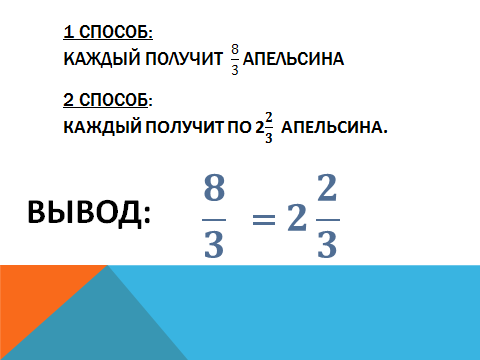 1 СПОСОБ:
КАЖДЫЙ ПОЛУЧИТ 8/3 АПЕЛЬСИНА
2 СПОСОБ:
КАЖДЫЙ ПОЛУЧИТ ПО 2 2/3 АПЕЛЬСИНА.
ВЫВОД: 8/3 = 2 2/3